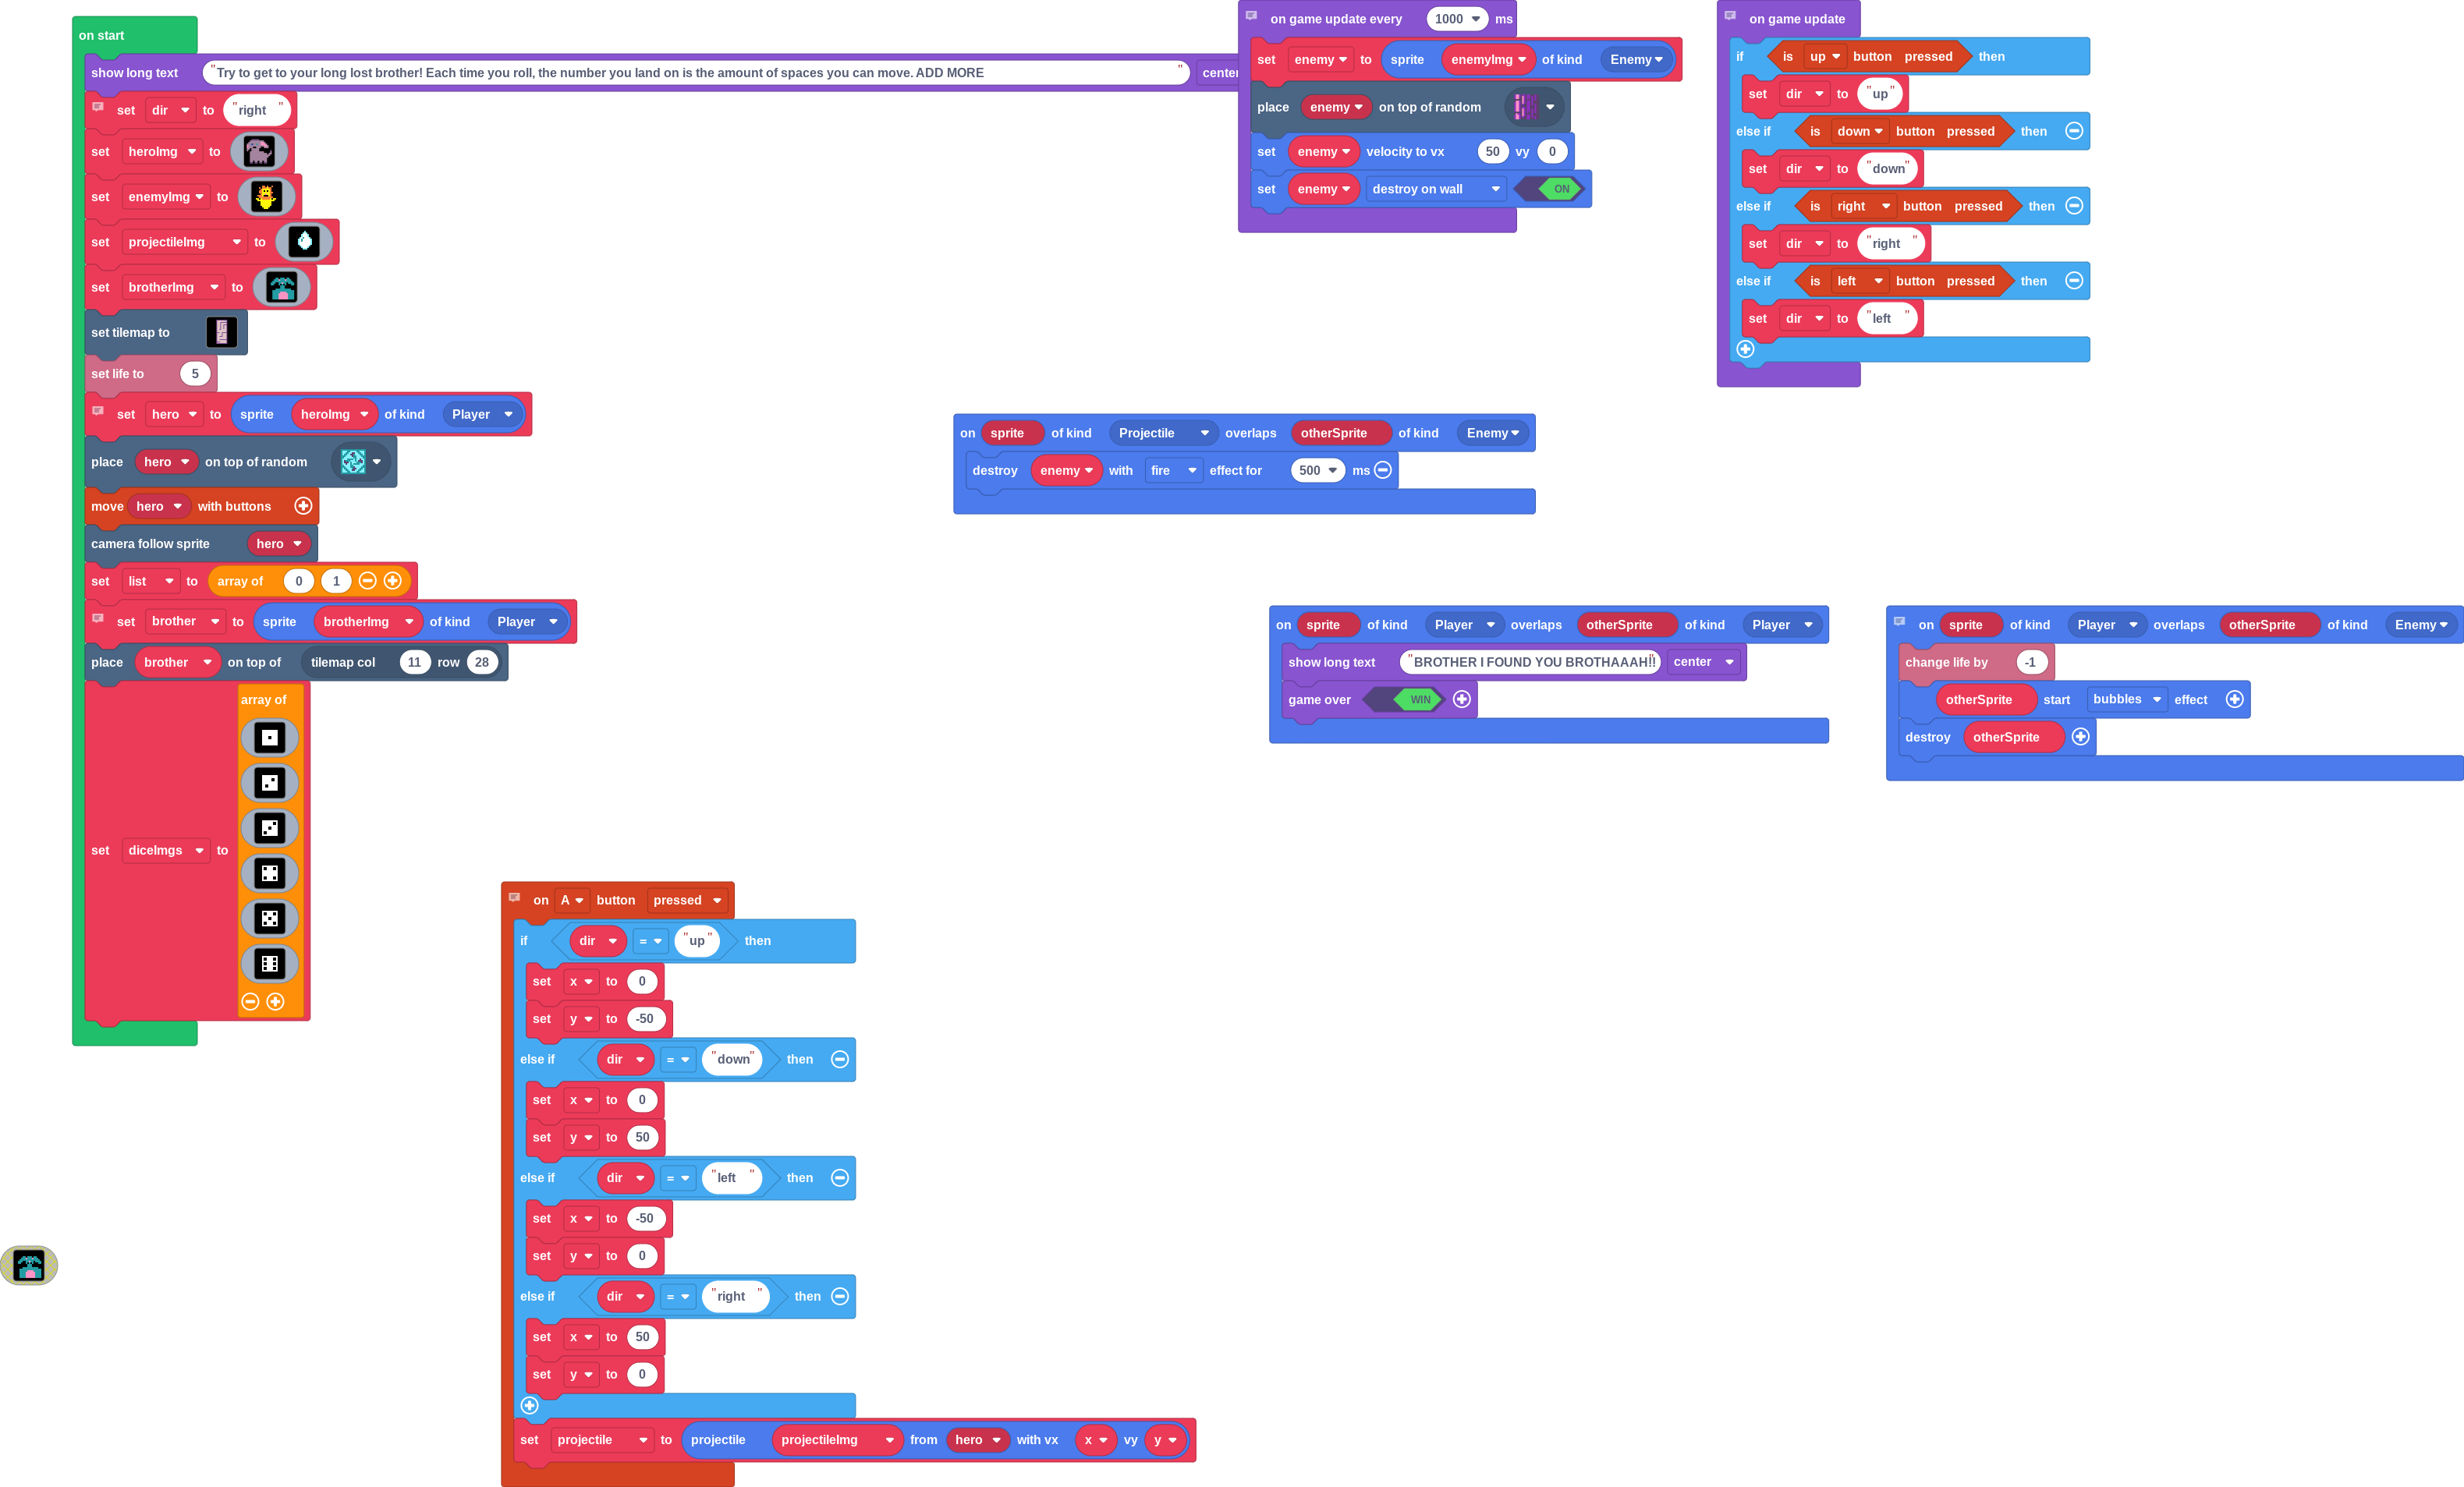 on start
show long text "Try to get to your long lost brother! Each time you roll, the number you land on is the amount of spaces you can move. ADD MORE " center
set dir to "right"
set heroImg to
set enemyImg to
set projectileImg to
set brotherImg to
set tilemap to
set life to 5
set hero to sprite heroImg of kind Player
place hero on top of random
move hero with buttons
camera follow sprite hero
set list to array of 0 1
set brother to sprite brotherImg of kind Player
place brother on top of tilemap col 11 row 28
array of
set diceImgs to
on game update every 1000 ms
set enemy to sprite enemyImg of kind Enemy
place enemy on top of random
set enemy velocity to vx 50 vy 0
set enemy destroy on wall ON
on game update
if is up button pressed then
set dir to "up"
else if is down button pressed then
set dir to "down"
else if is right button pressed then
set dir to "right"
else if is left button pressed then
set dir to "left"
on sprite of kind Projectile overlaps otherSprite of kind Enemy
destroy enemy with fire effect for 500 ms
on sprite of kind Player overlaps otherSprite of kind Player
show long text "BROTHER I FOUND YOU BROTHAAAH!!" center
game over WIN
on sprite of kind Player overlaps otherSprite of kind Enemy
change life by -1
otherSprite start bubbles effect
destroy otherSprite
on A button pressed
if dir = "up" then
set x to 0
set y to -50
else if dir = "down" then
set x to 0
set y to 50
else if dir = "left" then
set x to -50
set y to 0
else if dir = "right" then
set x to 50
set y to 0
set projectile to projectile projectileImg from hero with vx x vy y